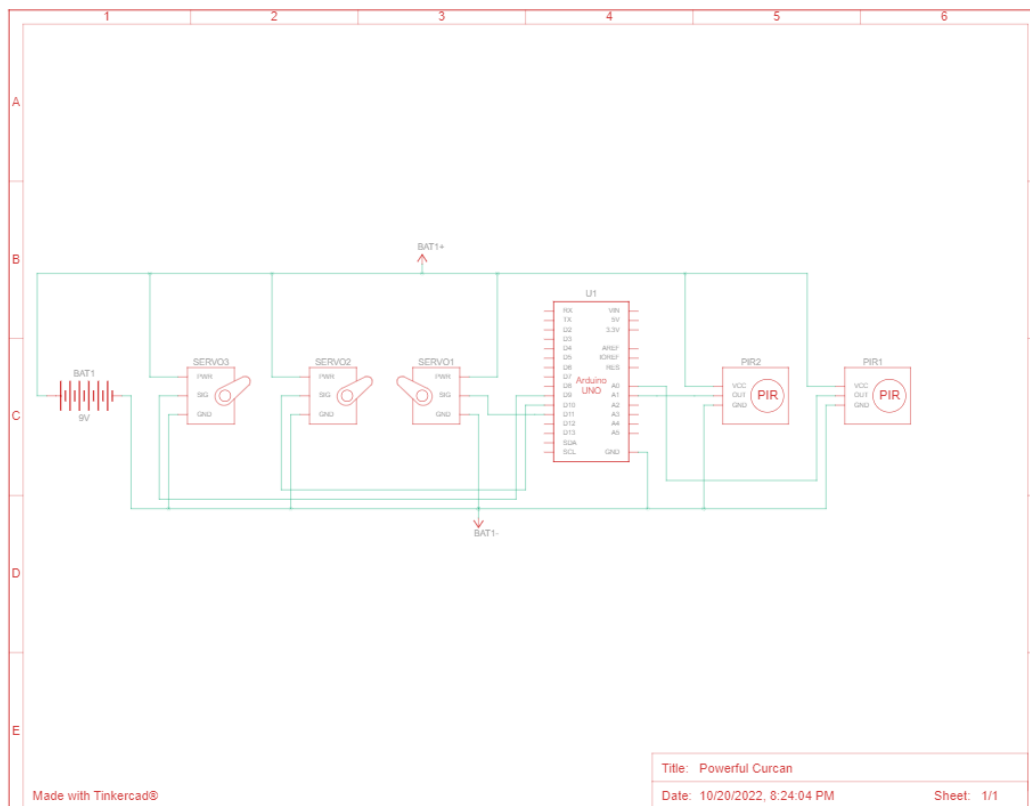 1 2 3 4 5 6
A
B
C
D
E
BAT1+
U1
RX VIN
TX 5V
D2 3.3V
D3
D4 AREF
D5 IOREF
D6 RES
D7
D8 A0
D9 A1
D10 A2
D11 A3
D12 A4
D13 A5
SDA
SCL GND
Arduino
UNO
BAT1
9V
SERVO3
PWR
SIG
GND
SERVO2
PWR
SIG
GND
SERVO1
PWR
SIG
GND
PIR2
VCC
OUT
GND
PIR
PIR1
VCC
OUT
GND
PIR
BAT1-
Title: Powerful Curcan
Made with Tinkercad®
Date: 10/20/2022, 8:24:04 PM Sheet: 1/1